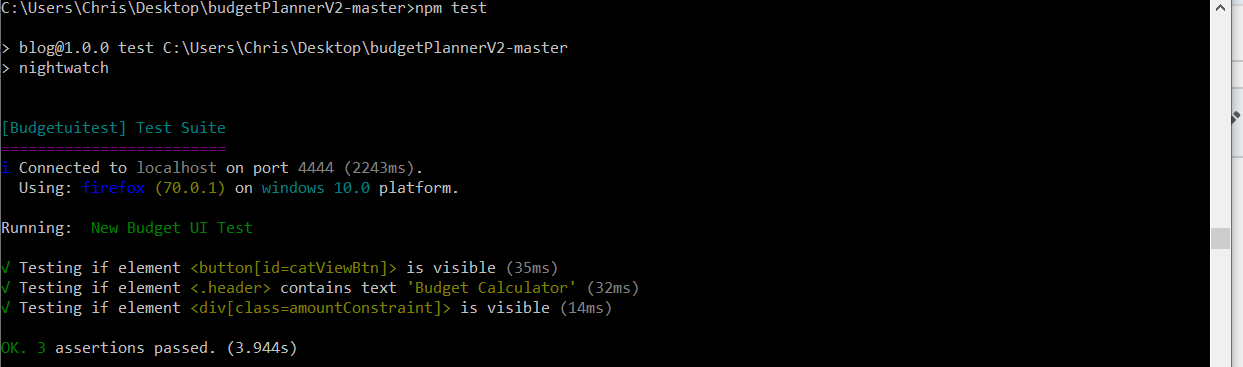 C:\Users\Chris\Desktop\budgetPlannerV2-master>npm test
> blog@1.0.0 test C:\Users\Chris\Desktop\budgetPlannerV2-master
> nightwatch
[Budgetuitest] Test Suite
=========================
i Connected to localhost on port 4444 (2243ms).
Using: firefox (70.0.1) on windows 10.0 platform.
Running:  New Budget UI Test
√ Testing if element <button[id=catViewBtn]> is visible (35ms)
√ Testing if element <.header> contains text 'Budget Calculator' (32ms)
√ Testing if element <div[class=amountConstraint]> is visible (14ms)
OK. 3 assertions passed. (3.944s)